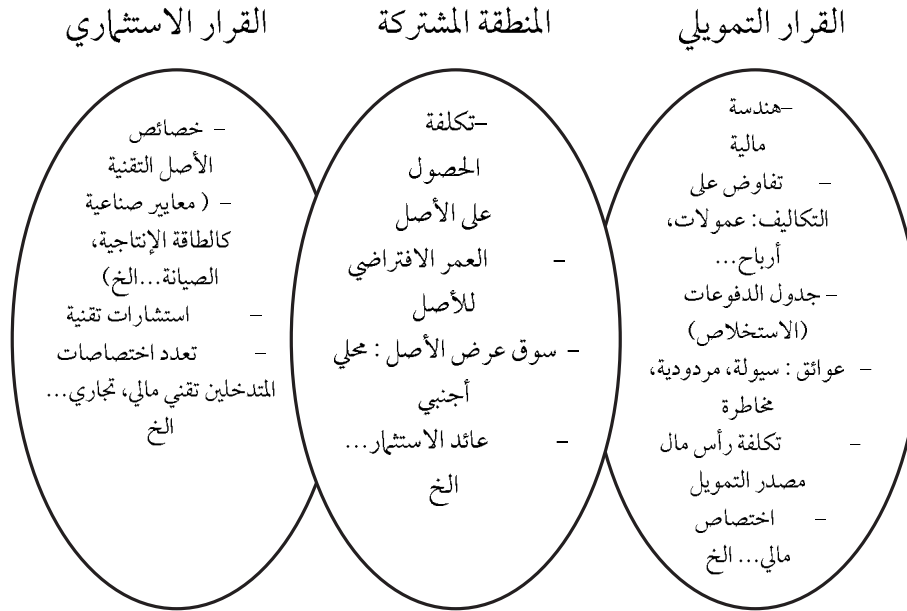 القرار التمويلي
المنطقة المشتركة
القرار الاستثماري
–هندسة
مالية
– تفاوض على
التكاليف: عمولات،
أرباح...
– جدول الدفوعات
(الاستخلاص)
– عوائق : سيولة، مردودية،
مخاطرة
– تكلفة رأس مال
مصدر التمويل
– اختصاص
مالي... الخ
–تكلفة
الحصول
على الأصل
– العمر الافتراضي
للأصل
– سوق عرض الأصل : محلي
أجنبي
– عائد الاستثمار...
الخ
– خصائص
الأصل التقنية
– ( معايير صناعية
كالطاقة الإنتاجية،
الصيانة...الخ)
– استشارات تقنية
– تعدد اختصاصات
المتدخلين تقني مالي، تجاري...
الخ